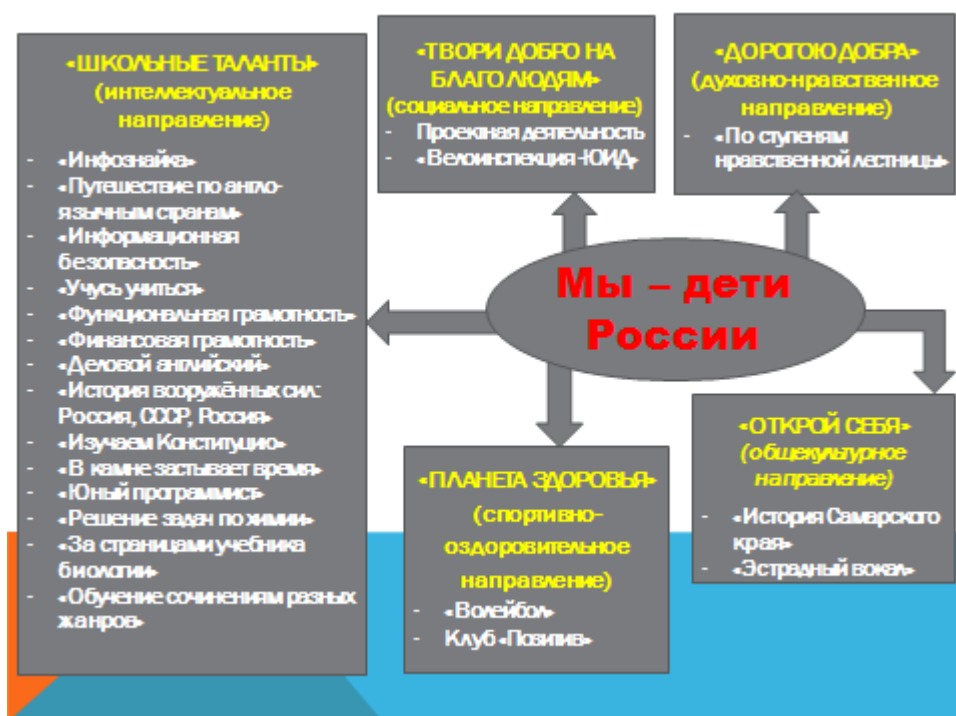 «ШКОЛЬНЫЕ ТАЛАНТЫ»
(интеллектуальное
направление)
- «Инфознайка»
- «Путешествие по англо-
язычным странам»
- «Информационная
безопасность»
- «Учусь учиться»
- «Функциональная грамотность»
- «Финансовая грамотность»
- «Деловой английский»
- «История вооружённых сил:
Россия, СССР, Россия»
- «Изучаем Конституцию»
- «В камне застывает время»
- «Юный программист»
- «Решение задач по химии»
- «За страницами учебника
биологии»
- «Обучение сочинениям разных
жанров»
«ТВОРИ ДОБРО НА
БЛАГО ЛЮДЯМ»
(социальное направление)
- Проектная деятельность
- «Велоинспекция -ЮИД»
«ДОРОГОЮ ДОБРА»
(духовно-нравственное
направление)
- «По ступеням
нравственной лестницы»
Мы – дети
России
«ПЛАНЕТА ЗДОРОВЬЯ»
(спортивно-
оздоровительное
направление)
- «Волейбол»
- Клуб «Позитив»
«ОТКРОЙ СЕБЯ»
(общекультурное
направление)
- «История Самарского
края»
- «Эстрадный вокал»